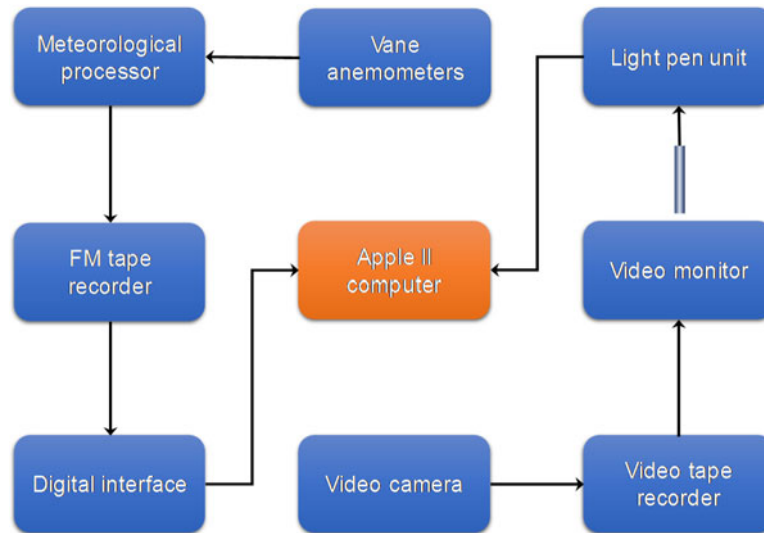 Meteorological
processor
Vane
anemometers
Light pen unit
FM tape
recorder
Apple II
computer
Video monitor
Digital interface
Video camera
Video tape
recorder